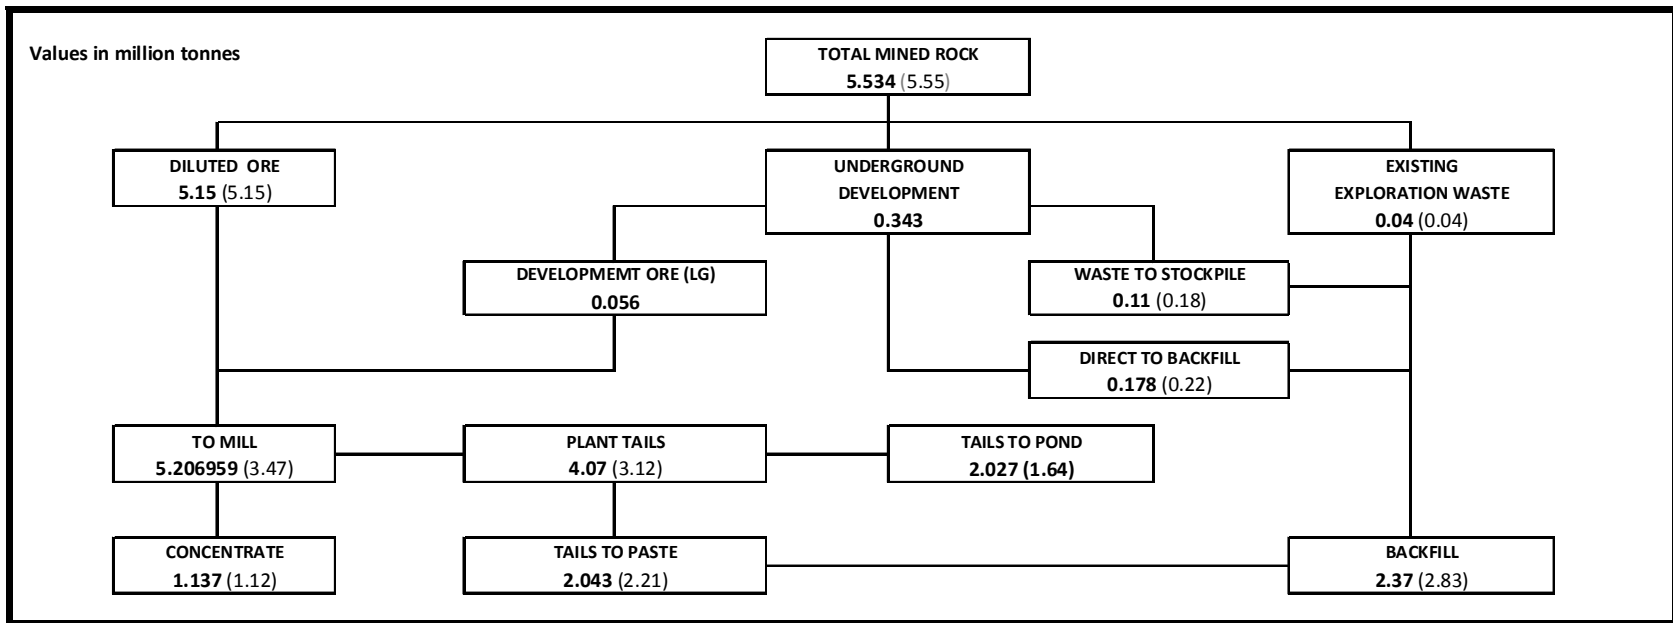 Values in million tonnes
TOTAL MINED ROCK
5.534 (5.55)
DILUTED ORE
5.15 (5.15)
UNDERGROUND
DEVELOPMENT
0.343
EXISTING
EXPLORATION WASTE
0.04 (0.04)
DEVELOPMEMT ORE (LG)
0.056
WASTE TO STOCKPILE
0.11 (0.18)
DIRECT TO BACKFILL
0.178 (0.22)
TO MILL
5.206959 (3.47)
PLANT TAILS
4.07 (3.12)
TAILS TO POND
2.027 (1.64)
CONCENTRATE
1.137 (1.12)
TAILS TO PASTE
2.043 (2.21)
BACKFILL
2.37 (2.83)